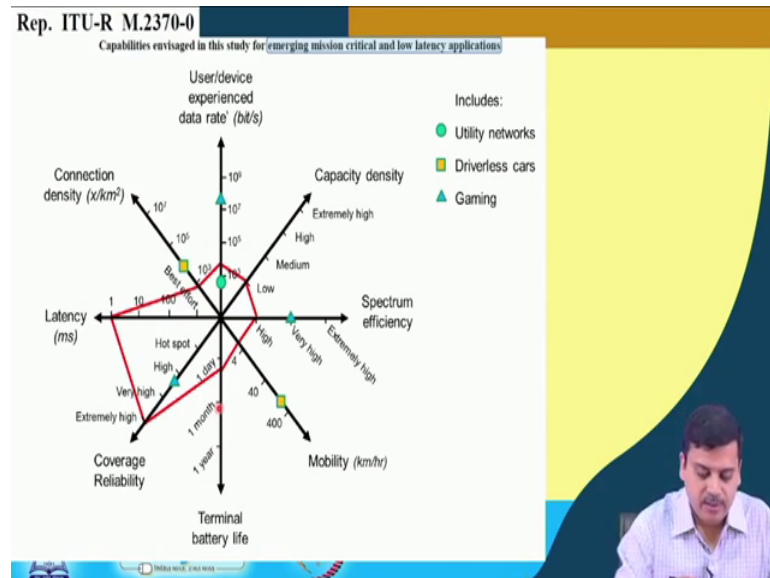 Rep. ITU-R M.2370-0
Capabilities envisaged in this study for emerging mission critical and low latency applications
User/device
experienced
data rate* (bit/s)
Includes:
Utility networks
Driverless cars
Gaming
Connection
density (x/km²)
Capacity density
10⁹
10⁷
10⁵
10³
10⁷
10⁵
10³
Best effort
Extremely high
High
Medium
Low
Latency
(ms)
1
10
100
Spectrum
efficiency
High
Very high
Extremely high
Hot spot
High
Very high
Extremely high
Coverage
Reliability
1 day
1 month
1 year
4
40
400
Mobility (km/hr)
Terminal
battery life